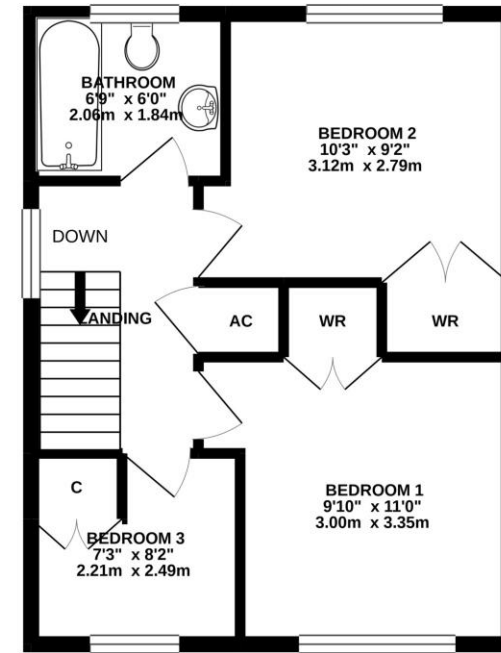 BATHROOM
6'9" x 6'0"
2.06m x 1.84m
BEDROOM 2
10'3" x 9'2"
3.12m x 2.79m
DOWN
LANDING
AC
WR
WR
C
BEDROOM 3
7'3" x 8'2"
2.21m x 2.49m
BEDROOM 1
9'10" x 11'0"
3.00m x 3.35m